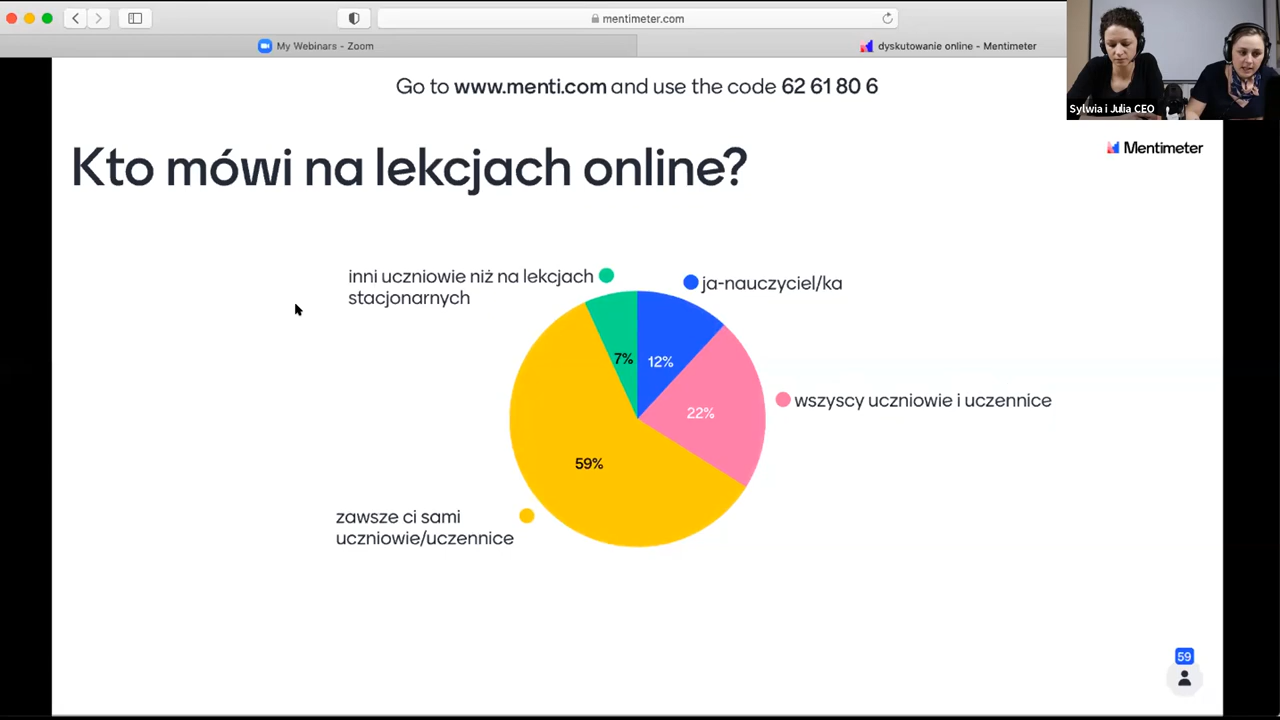 mentimeter.com
My Webinars - Zoom
dyskutowanie online - Mentimeter
Sylwia i Julia CEO
Go to www.menti.com and use the code 62 61 80 6
Mentimeter
Kto mówi na lekcjach online?
inni uczniowie niż na lekcjach
stacjonarnych
ja-nauczyciel/ka
7%
12%
wszyscy uczniowie i uczennice
22%
59%
zawsze ci sami
uczniowie/uczennice
59